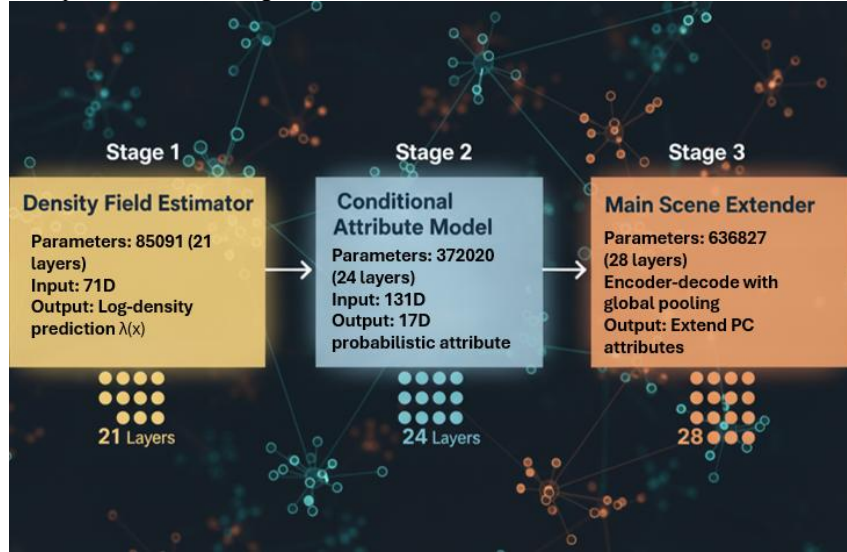 Stage 1
Density Field Estimator
Parameters: 85091 (21
layers)
Input: 71D
Output: Log-density
prediction λ(x)
21 Layers
Stage 2
Conditional
Attribute Model
Parameters: 372020
(24 layers)
Input: 131D
Output: 17D
probabilistic attribute
24 Layers
Stage 3
Main Scene Extender
Parameters: 636827
(28 layers)
Encoder-decode with
global pooling
Output: Extend PC
attributes
28